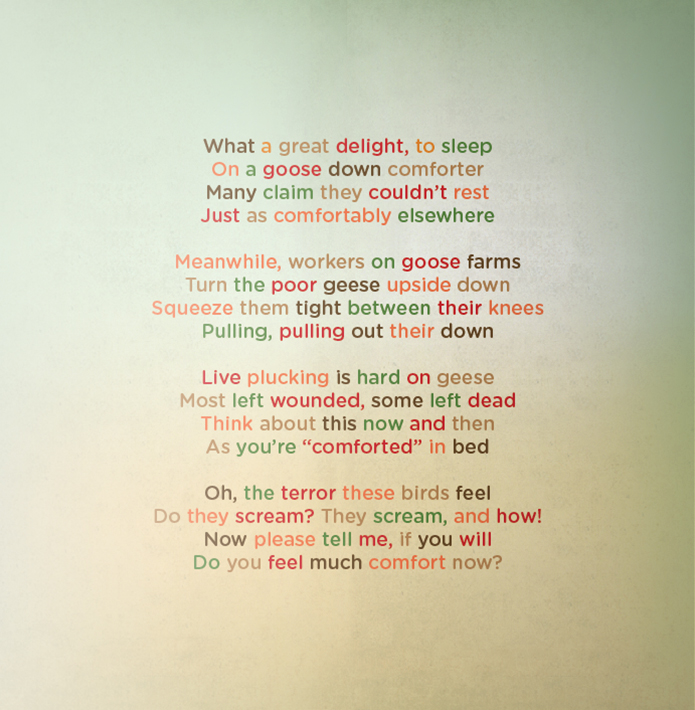 What a great delight, to sleep
On a goose down comforter
Many claim they couldn’t rest
Just as comfortably elsewhere
Meanwhile, workers on goose farms
Turn the poor geese upside down
Squeeze them tight between their knees
Pulling, pulling out their down
Live plucking is hard on geese
Most left wounded, some left dead
Think about this now and then
As you’re “comforted” in bed
Oh, the terror these birds feel
Do they scream? They scream, and how!
Now please tell me, if you will
Do you feel much comfort now?